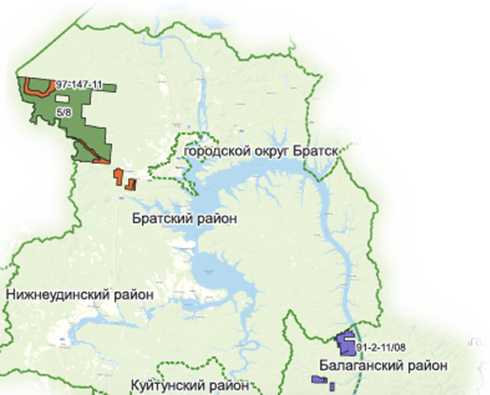 97-147-11
5/8
городской округ Братск
Братский район
Нижнеудинский район
91-2-11/08
Балаганский район
Куйтунский район